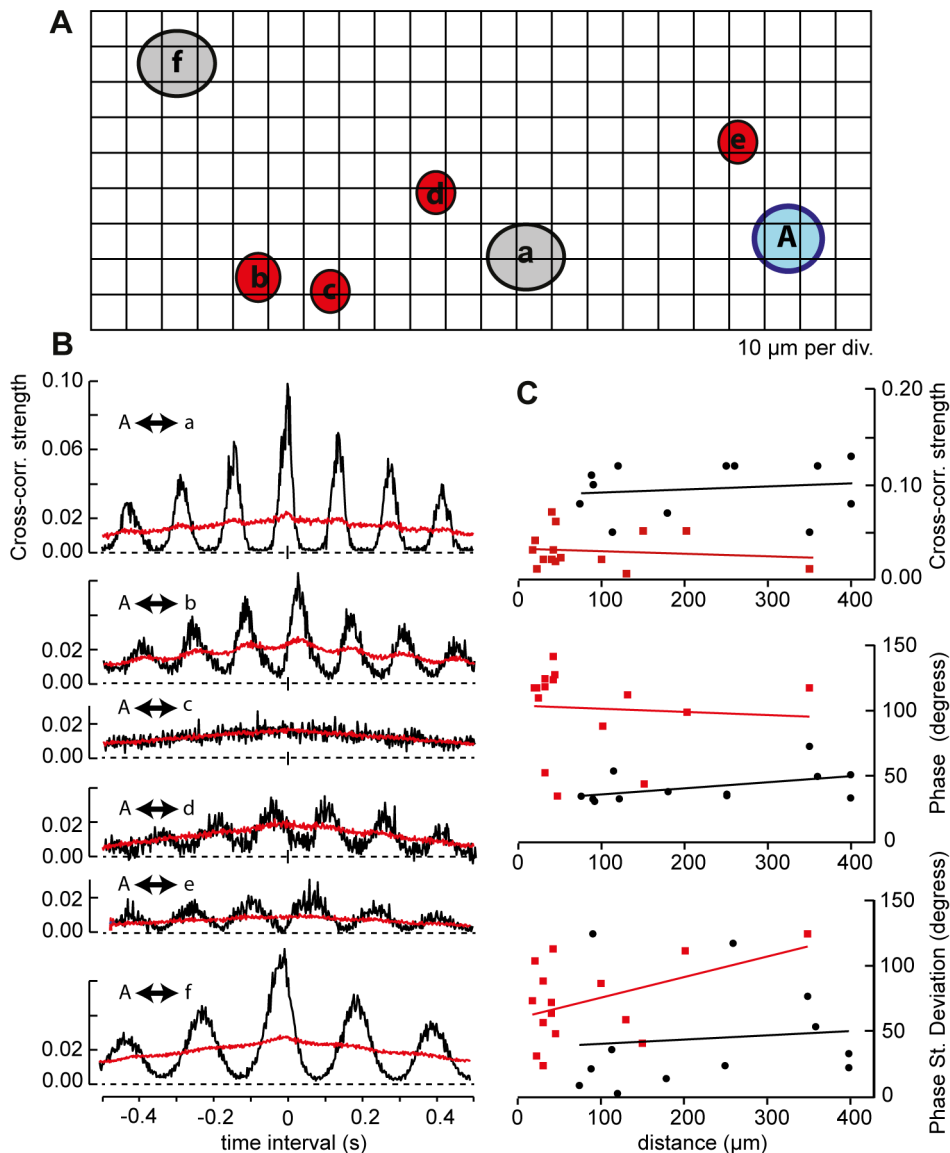 A
f
e
d
A
a
b
c
10 µm per div.
B
Cross-corr. strength
0.10
0.06
0.02
0.00
A a
A b
0.02
0.00
A c
0.02
0.00
A d
0.02
0.00
A e
0.02
0.00
A f
0.02
0.00
-0.4 -0.2 0 0.2 0.4
time interval (s)
C
0.20
0.10
0.00
Cross-corr. strength
0 100 200 300 400
150
100
50
0
Phase (degrees)
0 100 200 300 400
150
100
50
0
Phase St. Deviation (degrees)
0 100 200 300 400
distance (µm)